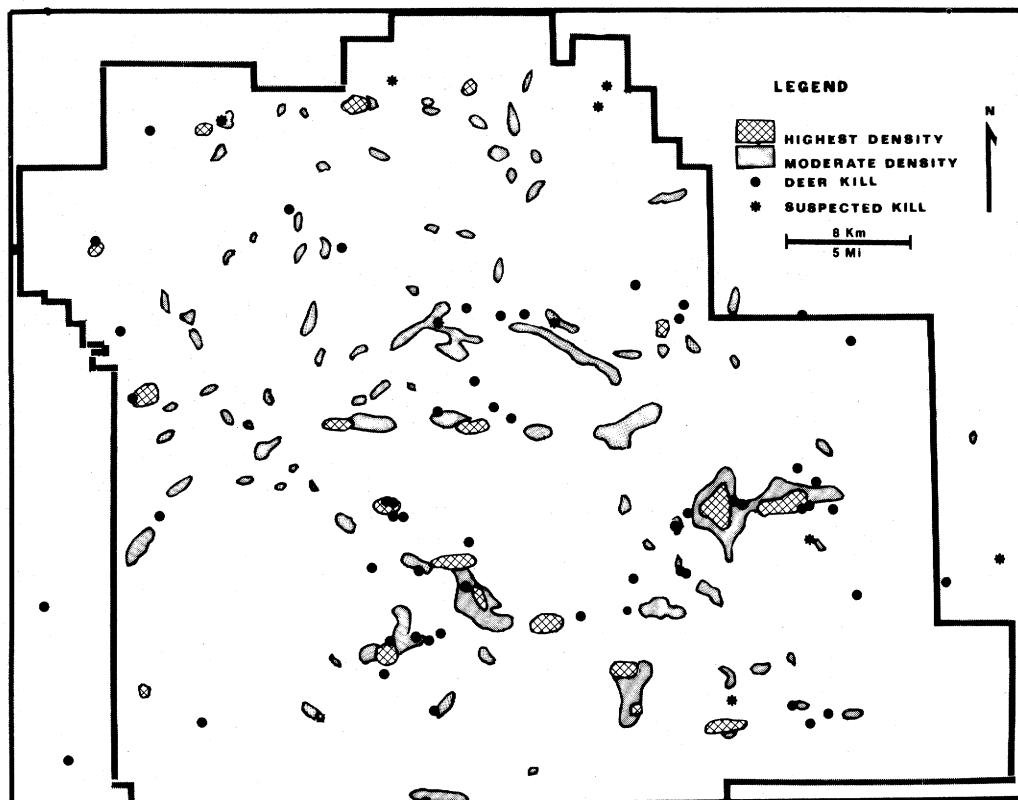 LEGEND
N
HIGHEST DENSITY
MODERATE DENSITY
DEER KILL
SUSPECTED KILL
8 Km
5 Mi